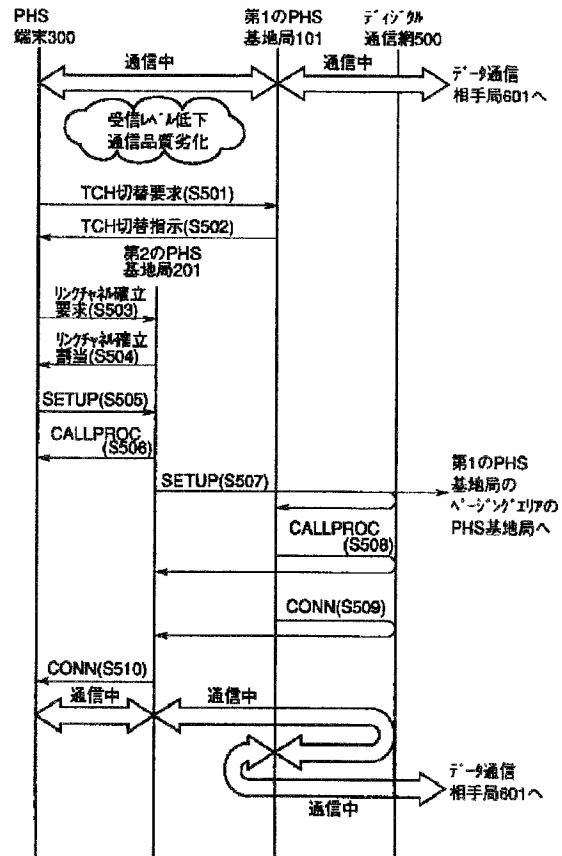 PHS
端末300
第1のPHS
基地局101
ディジタル
通信網500
通信中
通信中
データ通信
相手局601へ
受信レベル低下
通信品質劣化
TCH切替要求(S501)
TCH切替指示(S502)
第2のPHS
基地局201
リンクチャネル確立
要求(S503)
リンクチャネル確立
割当(S504)
SETUP(S505)
CALLPROC
(S506)
SETUP(S507)
第1のPHS
基地局の
ページングエリアの
PHS基地局へ
CALLPROC
(S508)
CONN(S509)
CONN(S510)
通信中
通信中
データ通信
相手局601へ
通信中